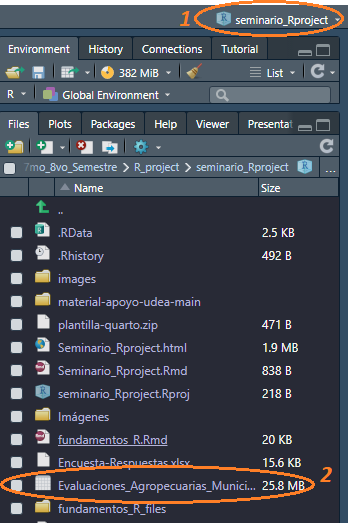 1 seminario_Rproject
Environment History Connections Tutorial
382 MiB List
R Global Environment
Files Plots Packages Help Viewer Presentat
7mo_8vo_Semestre R_project seminario_Rproject ...
Name Size
..
.RData 2.5 KB
.Rhistory 492 B
images
material-apoyo-udea-main
plantilla-quarto.zip 471 B
Seminario_Rproject.html 1.9 MB
Seminario_Rproject.Rmd 838 B
seminario_Rproject.Rproj 218 B
Imágenes
fundamentos_R.Rmd 20 KB
Encuesta-Respuestas.xlsx 15.6 KB
Evaluaciones_Agropecuarias_Munici... 25.8 MB 2
fundamentos_R_files